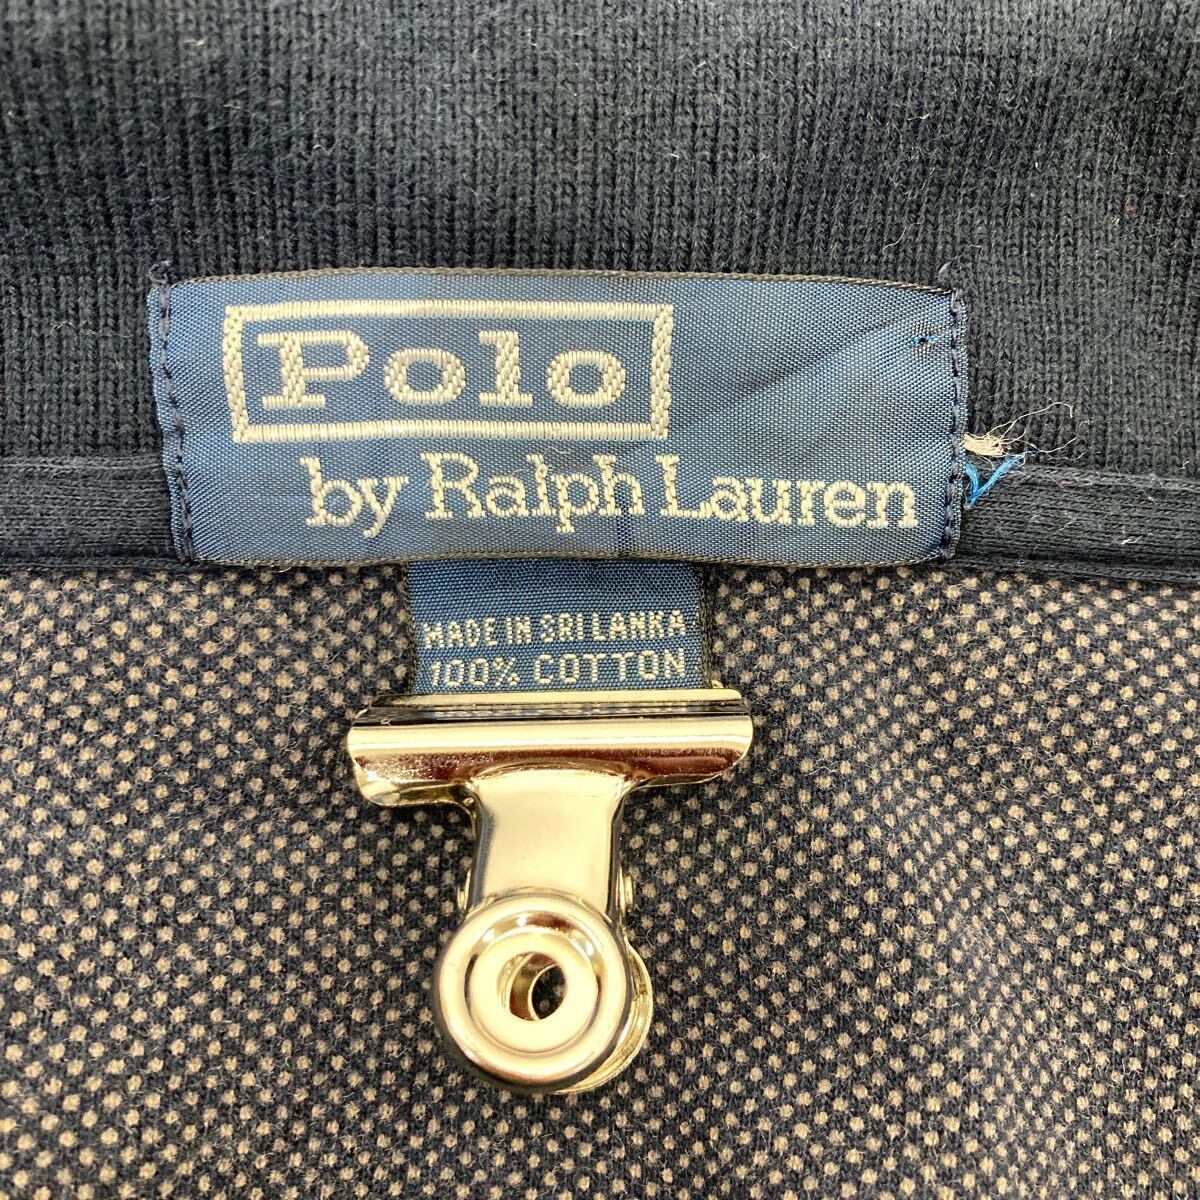 Polo
by Ralph Lauren
MADE IN SRI LANKA
100% COTTON